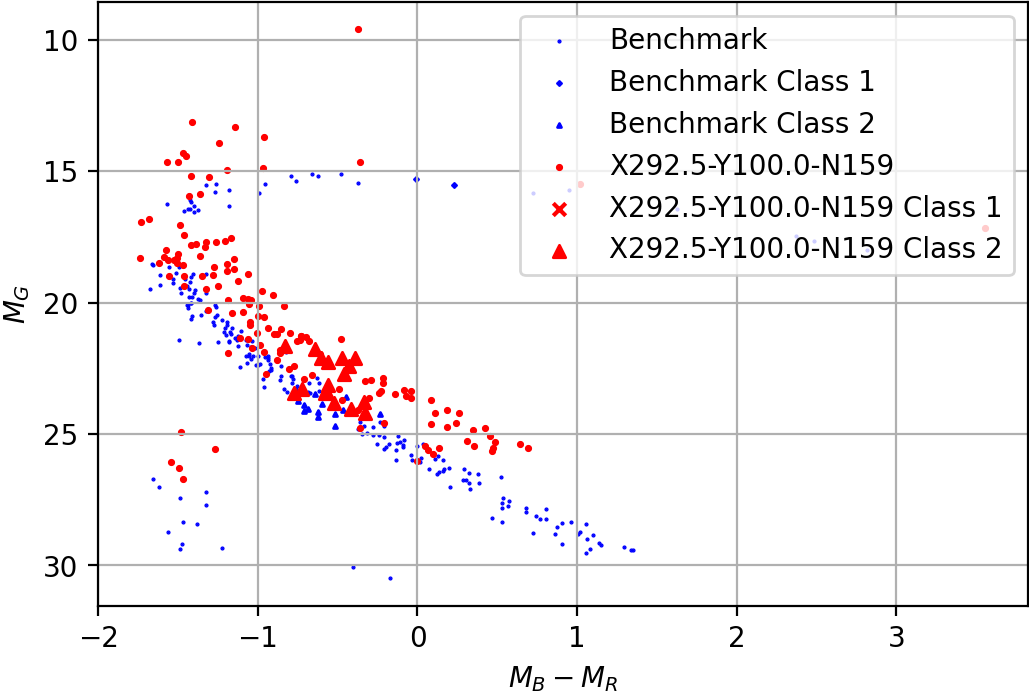 Benchmark
Benchmark Class 1
Benchmark Class 2
X292.5-Y100.0-N159
X292.5-Y100.0-N159 Class 1
X292.5-Y100.0-N159 Class 2
10
15
20
25
30
M_G
−2 −1 0 1 2 3
M_B − M_R